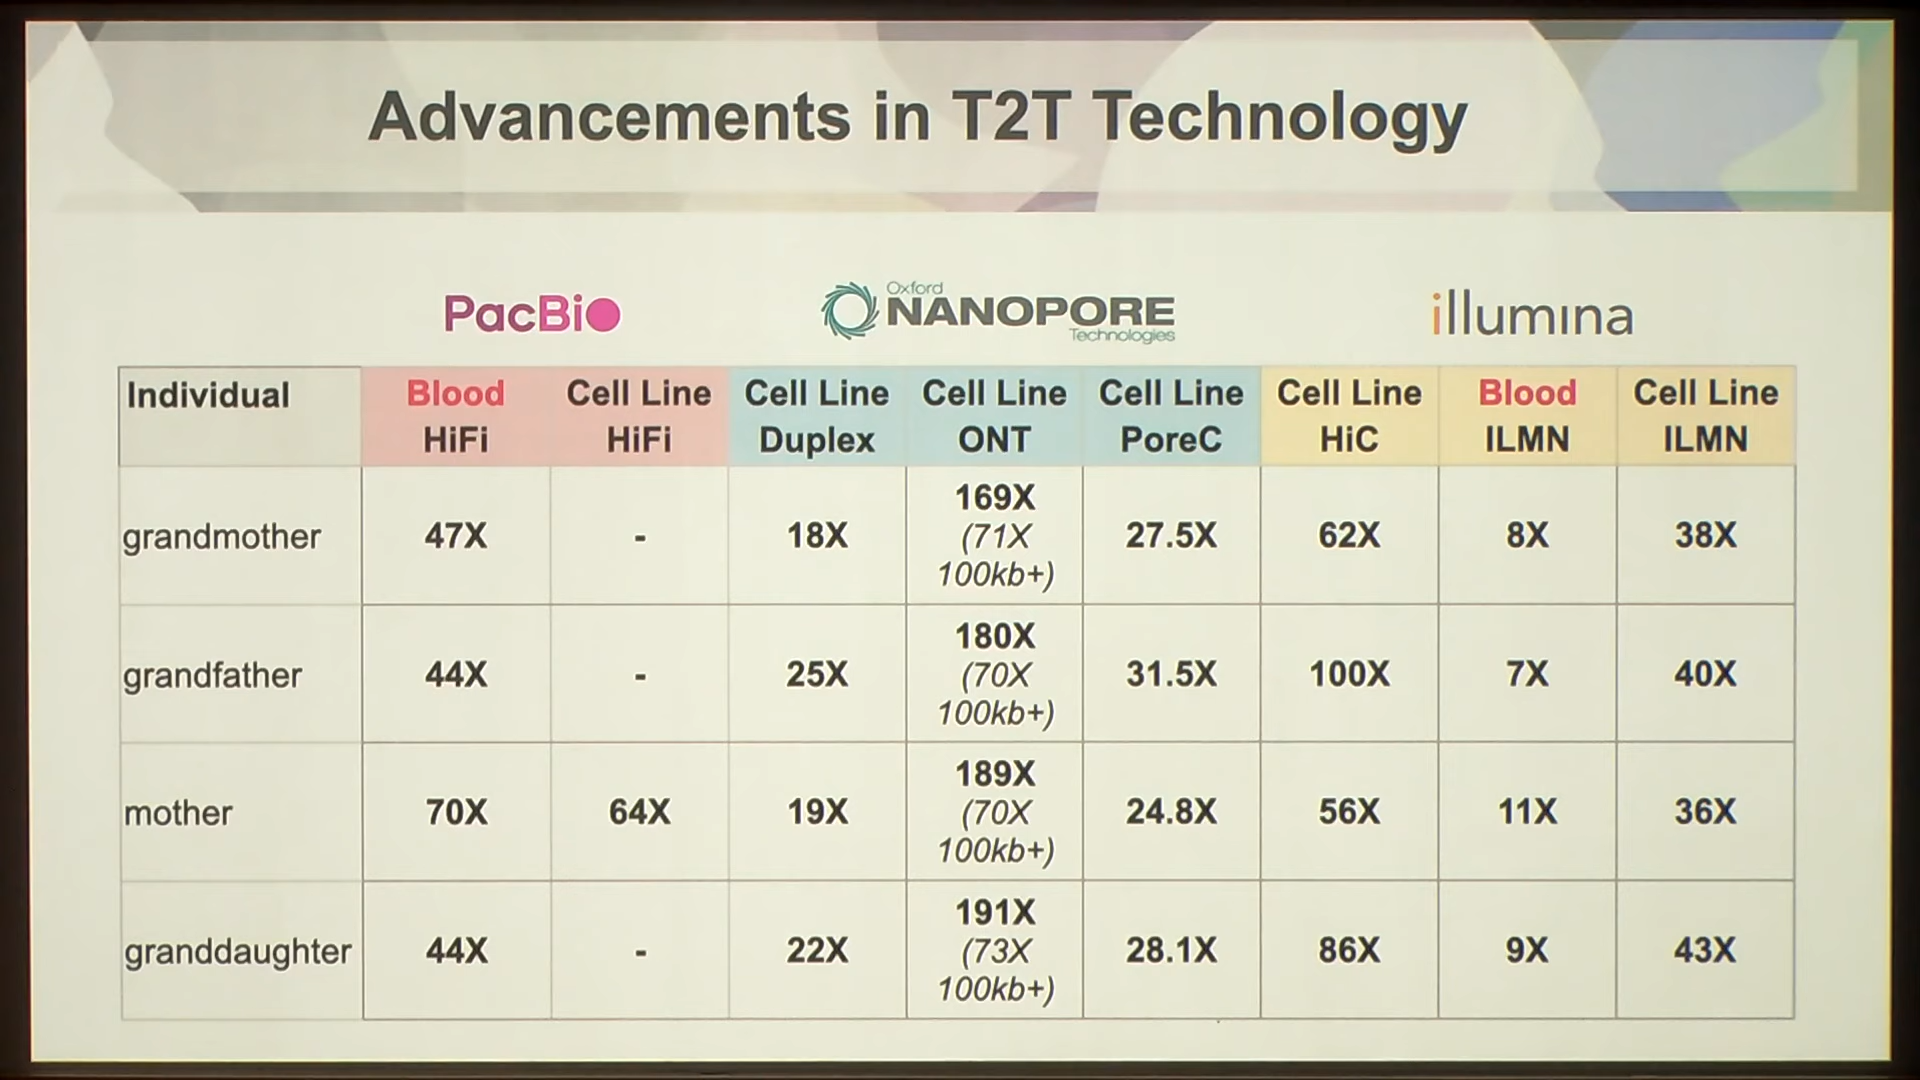 Advancements in T2T Technology
PacBio
Oxford
NANOPORE
Technologies
illumina
Individual
Blood
HiFi
Cell Line
HiFi
Cell Line
Duplex
Cell Line
ONT
Cell Line
PoreC
Cell Line
HiC
Blood
ILMN
Cell Line
ILMN
grandmother
47X
-
18X
169X
(71X
100kb+)
27.5X
62X
8X
38X
grandfather
44X
-
25X
180X
(70X
100kb+)
31.5X
100X
7X
40X
mother
70X
64X
19X
189X
(70X
100kb+)
24.8X
56X
11X
36X
granddaughter
44X
-
22X
191X
(73X
100kb+)
28.1X
86X
9X
43X